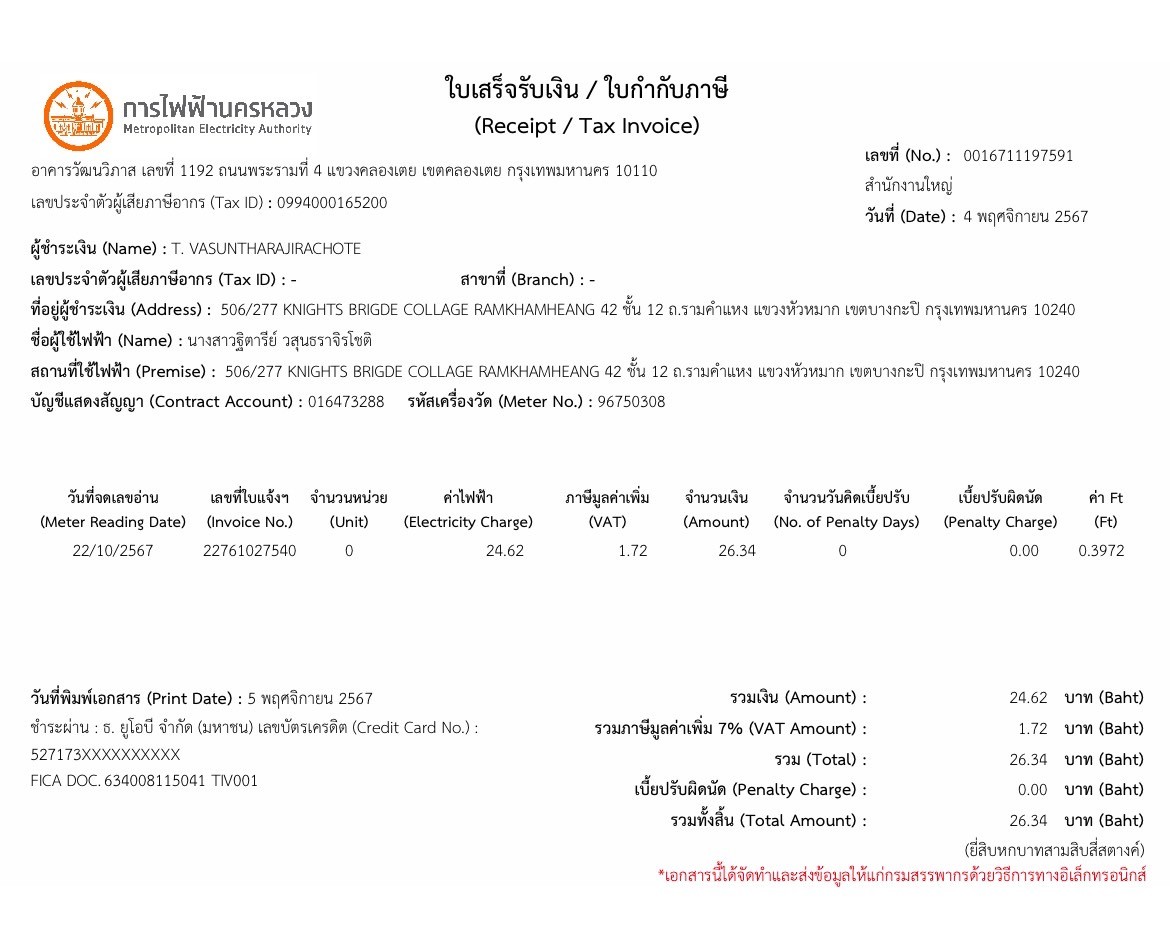 การไฟฟ้านครหลวง
Metropolitan Electricity Authority
ใบเสร็จรับเงิน / ใบกำกับภาษี
(Receipt / Tax Invoice)
อาคารวัฒนวิภาส เลขที่ 1192 ถนนพระรามที่ 4 แขวงคลองเตย เขตคลองเตย กรุงเทพมหานคร 10110
เลขประจำตัวผู้เสียภาษีอากร (Tax ID) : 0994000165200
เลขที่ (No.) : 0016711197591
สำนักงานใหญ่
วันที่ (Date) : 4 พฤศจิกายน 2567
ผู้ชำระเงิน (Name) : T. VASUNTHARAJIRACHOTE
เลขประจำตัวผู้เสียภาษีอากร (Tax ID) : - สาขาที่ (Branch) : -
ที่อยู่ผู้ชำระเงิน (Address) : 506/277 KNIGHTS BRIGDE COLLAGE RAMKHAMHEANG 42 ชั้น 12 ถ.รามคำแหง แขวงหัวหมาก เขตบางกะปิ กรุงเทพมหานคร 10240
ชื่อผู้ใช้ไฟฟ้า (Name) : นางสาวฐิตารีย์ วสุนธราจิรโชติ
สถานที่ใช้ไฟฟ้า (Premise) : 506/277 KNIGHTS BRIGDE COLLAGE RAMKHAMHEANG 42 ชั้น 12 ถ.รามคำแหง แขวงหัวหมาก เขตบางกะปิ กรุงเทพมหานคร 10240
บัญชีแสดงสัญญา (Contract Account) : 016473288 รหัสเครื่องวัด (Meter No.) : 96750308
วันที่จดเลขอ่าน เลขที่ใบแจ้งฯ จำนวนหน่วย ค่าไฟฟ้า ภาษีมูลค่าเพิ่ม จำนวนเงิน จำนวนวันคิดเบี้ยปรับ เบี้ยปรับผิดนัด ค่า Ft
(Meter Reading Date) (Invoice No.) (Unit) (Electricity Charge) (VAT) (Amount) (No. of Penalty Days) (Penalty Charge) (Ft)
22/10/2567 22761027540 0 24.62 1.72 26.34 0 0.00 0.3972
วันที่พิมพ์เอกสาร (Print Date) : 5 พฤศจิกายน 2567
ชำระผ่าน : ธ. ยูโอบี จำกัด (มหาชน) เลขบัตรเครดิต (Credit Card No.) :
527173XXXXXXXXXX
FICA DOC. 634008115041 TIV001
รวมเงิน (Amount) : 24.62 บาท (Baht)
รวมภาษีมูลค่าเพิ่ม 7% (VAT Amount) : 1.72 บาท (Baht)
รวม (Total) : 26.34 บาท (Baht)
เบี้ยปรับผิดนัด (Penalty Charge) : 0.00 บาท (Baht)
รวมทั้งสิ้น (Total Amount) : 26.34 บาท (Baht)
(ยี่สิบหกบาทสามสิบสี่สตางค์)
*เอกสารนี้ได้จัดทำและส่งข้อมูลให้แก่กรมสรรพากรด้วยวิธีการทางอิเล็กทรอนิกส์